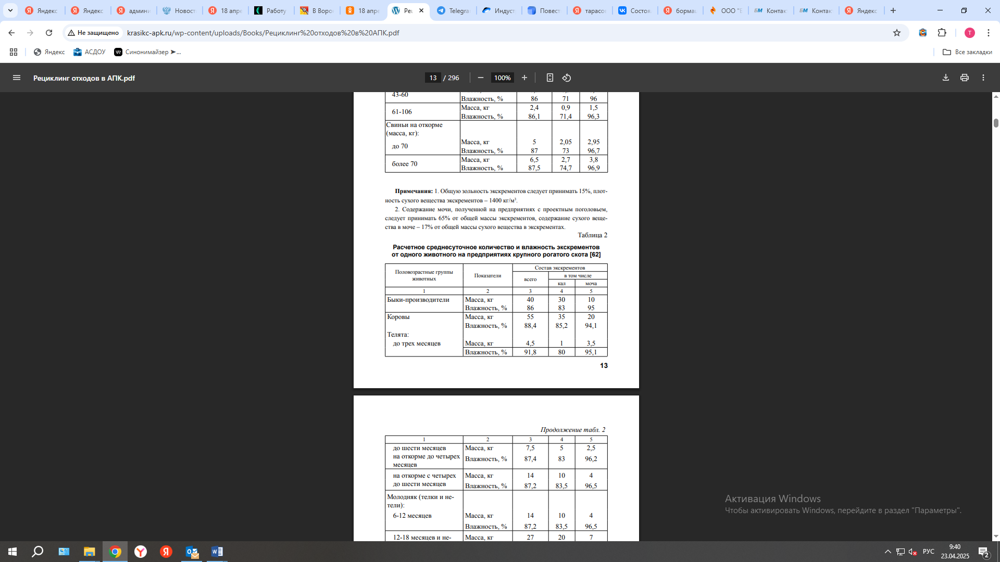 Яндекс
Яндекс
админ
Новост
18 апре
Работу
В Воро
18 апре
Рец
Telegra
Индуст
Повест
тарасо
Состоя
бормаш
ООО "Б
Контак
Контак
Яндекс
Не защищено
krasikc-apk.ru/wp-content/uploads/Books/Рециклинг%20отходов%20в%20АПК.pdf
T
Яндекс
АСДОУ
Синонимайзер ➤...
Все закладки
Рециклинг отходов в АПК.pdf
13 / 296
100%
43-60
Влажность, % 86 71 96
61-106 Масса, кг 2,4 0,9 1,5
Влажность, % 86,1 71,4 96,3
Свиньи на откорме
(масса, кг):
до 70 Масса, кг 5 2,05 2,95
Влажность, % 87 73 96,7
более 70 Масса, кг 6,5 2,7 3,8
Влажность, % 87,5 74,7 96,9
Примечания: 1. Общую зольность экскрементов следует принимать 15%, плот-
ность сухого вещества экскрементов – 1400 кг/м³.
2. Содержание мочи, полученной на предприятиях с проектным поголовьем,
следует принимать 65% от общей массы экскрементов, содержание сухого веще-
ства в моче – 17% от общей массы сухого вещества в экскрементах.
Таблица 2
Расчетное среднесуточное количество и влажность экскрементов
от одного животного на предприятиях крупного рогатого скота [62]
Половозрастные группы
животных
Показатели
Состав экскрементов
всего
в том числе
кал моча
1 2 3 4 5
Быки-производители Масса, кг 40 30 10
Влажность, % 86 83 95
Коровы Масса, кг 55 35 20
Влажность, % 88,4 85,2 94,1
Телята:
до трех месяцев Масса, кг 4,5 1 3,5
Влажность, % 91,8 80 95,1
13
Продолжение табл. 2
1 2 3 4 5
до шести месяцев Масса, кг 7,5 5 2,5
на откорме до четырех
месяцев Влажность, % 87,4 83 96,2
на откорме с четырех Масса, кг 14 10 4
до шести месяцев Влажность, % 87,2 83,5 96,5
Молодняк (телки и не-
тели):
6-12 месяцев Масса, кг 14 10 4
Влажность, % 87,2 83,5 96,5
12-18 месяцев и не- Масса, кг 27 20 7
Активация Windows
Чтобы активировать Windows, перейдите в раздел "Параметры".
РУС
9:40
23.04.2025
2